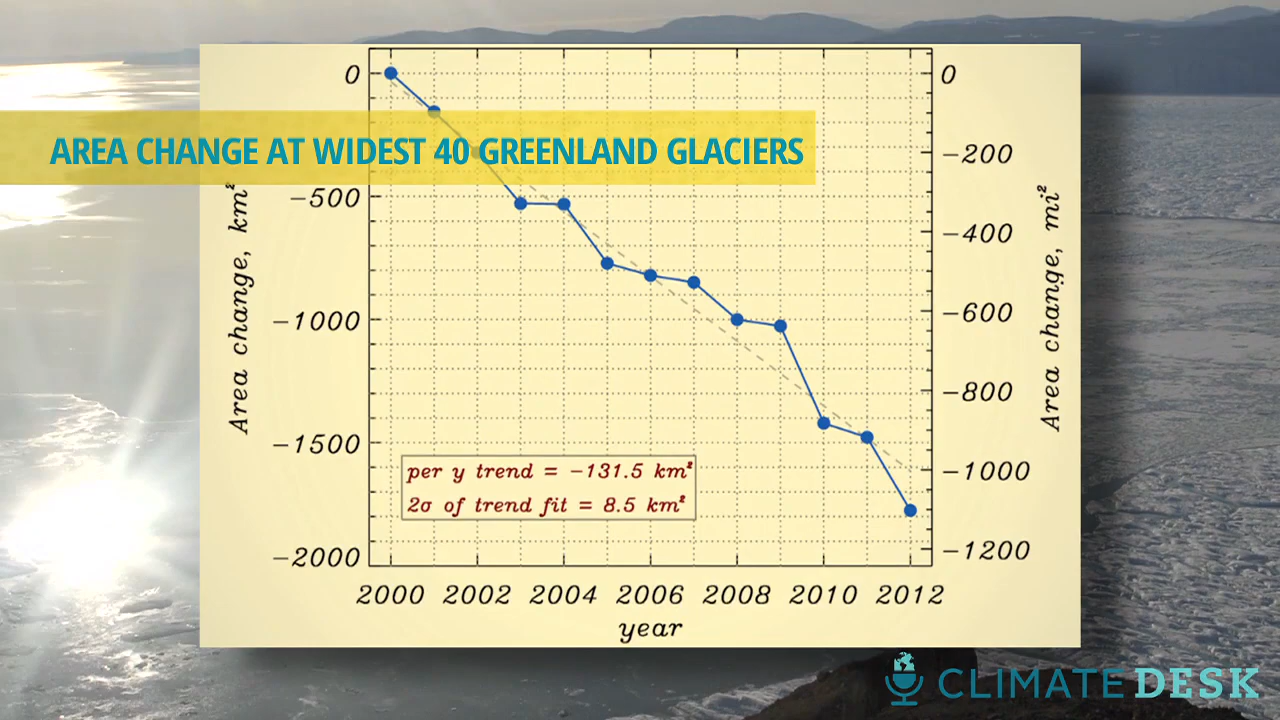 AREA CHANGE AT WIDEST 40 GREENLAND GLACIERS
0
−500
−1000
−1500
−2000
Area change, km²
0
−200
−400
−600
−800
−1000
−1200
Area change, mi²
per y trend = −131.5 km²
2σ of trend fit = 8.5 km²
2000 2002 2004 2006 2008 2010 2012
year
CLIMATE DESK